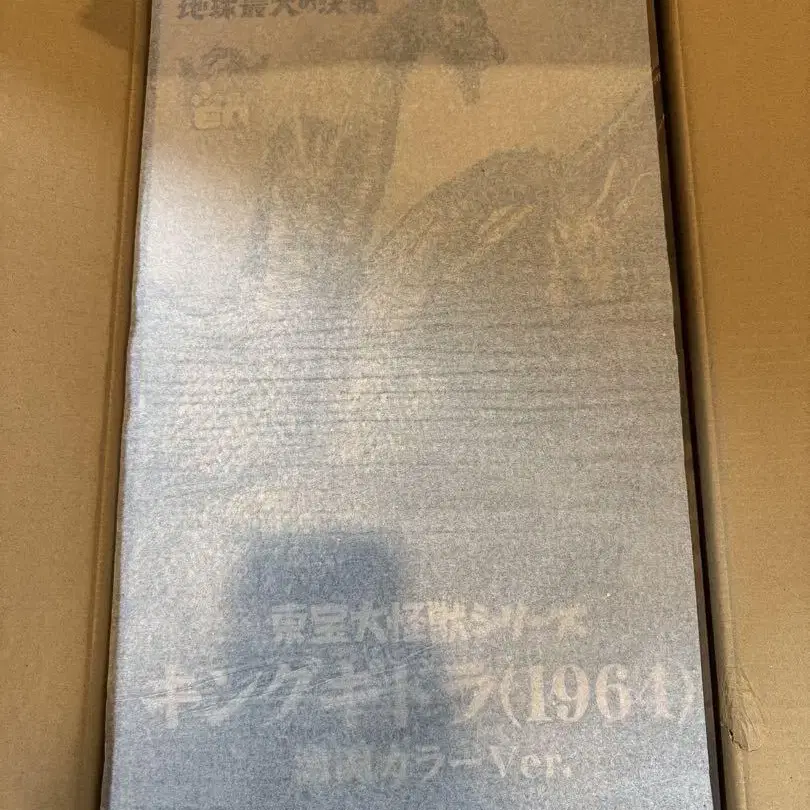 地球最大の決戦
東宝大怪獣シリーズ
キングギドラ(1964)
カラーVer.